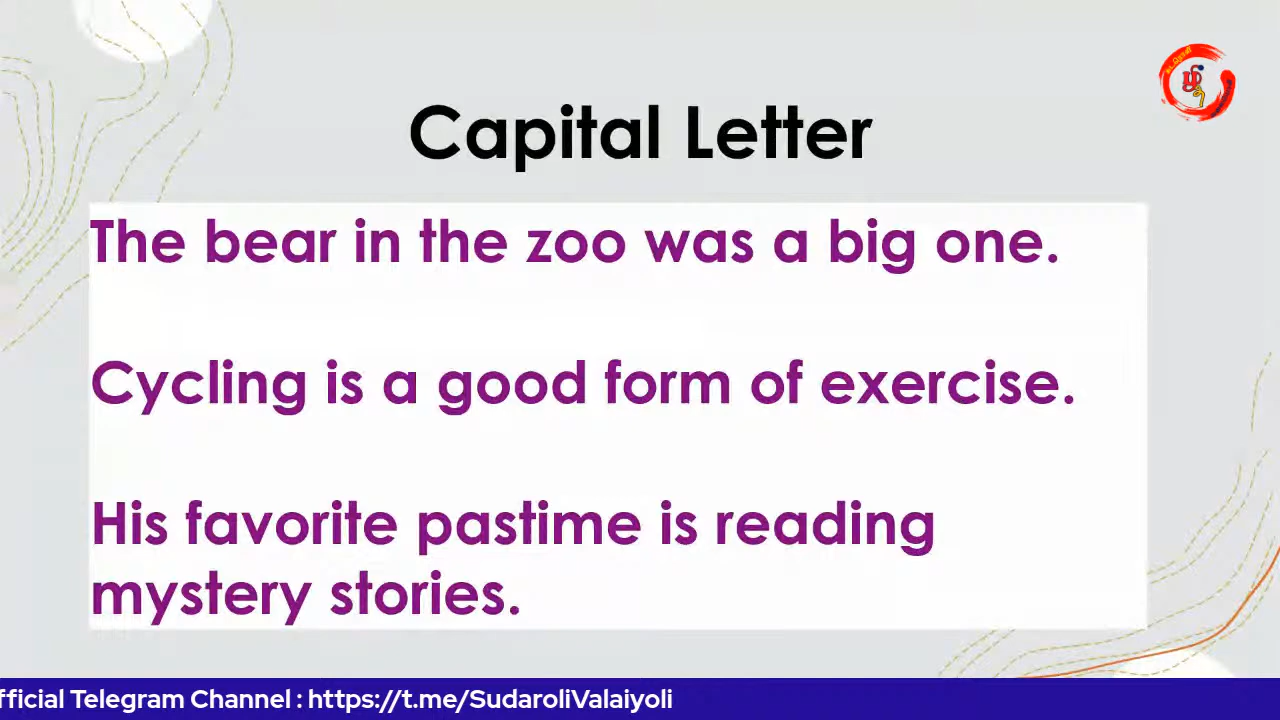 Capital Letter
The bear in the zoo was a big one.
Cycling is a good form of exercise.
His favorite pastime is reading
mystery stories.
Telegram Channel : https://t.me/SudaroliValaiyoli